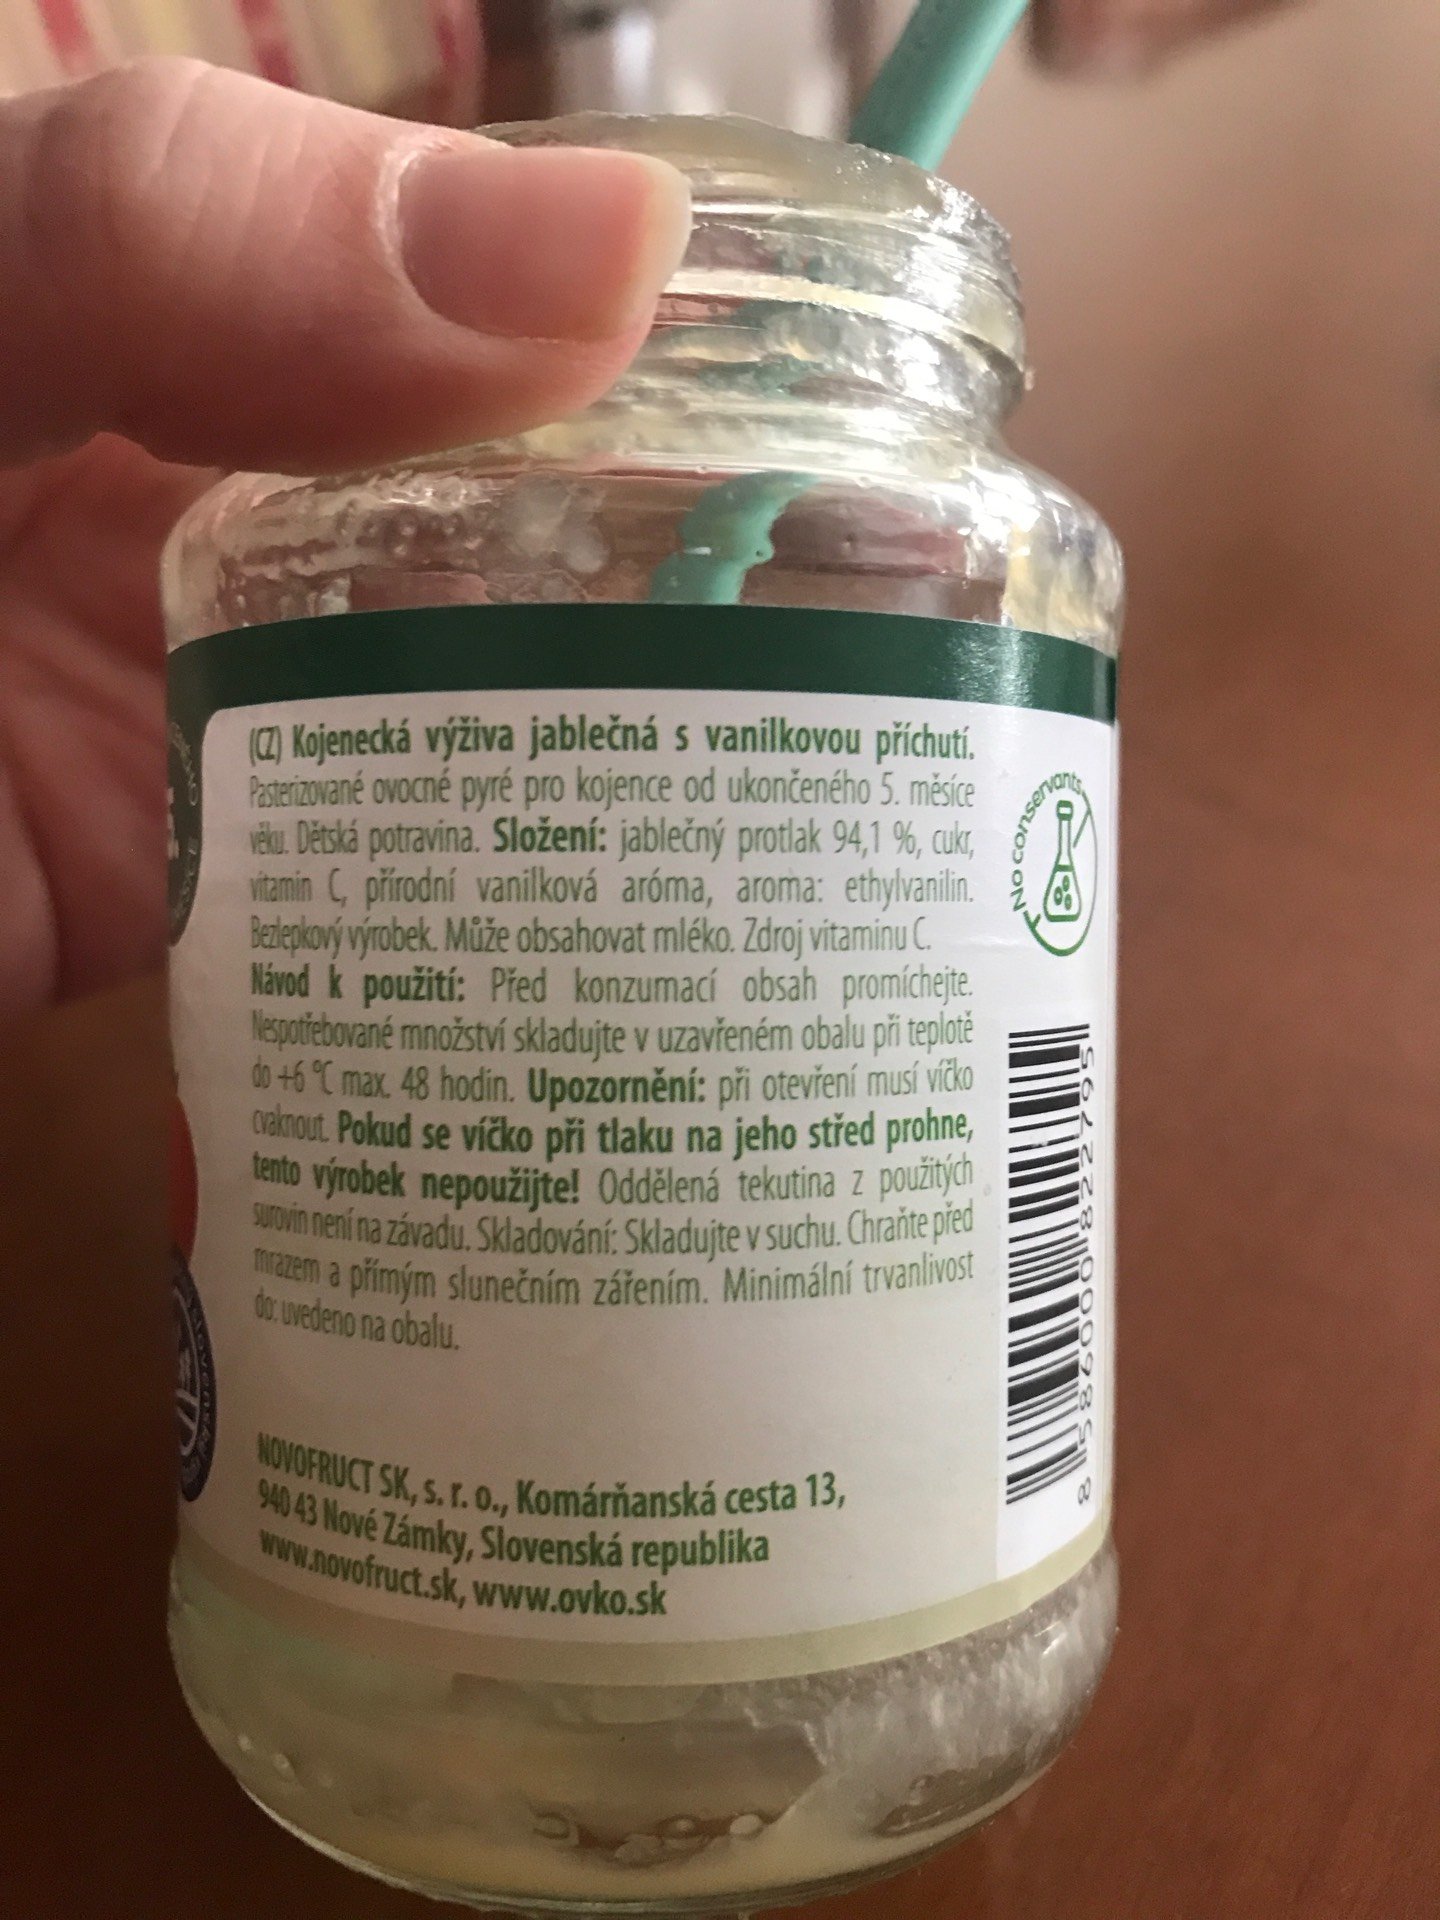 (CZ) Kojenecká výživa jablečná s vanilkovou příchutí.
Pasterizované ovocné pyré pro kojence od ukončeného 5. měsíce
věku. Dětská potravina. Složení: jablečný protlak 94,1 %, cukr,
vitamin C, přírodní vanilková aróma, aroma: ethylvanilin.
Bezlepkový výrobek. Může obsahovat mléko. Zdroj vitaminu C.
Návod k použití: Před konzumací obsah promíchejte.
Nespotřebované množství skladujte v uzavřeném obalu při teplotě
do +6 °C max. 48 hodin. Upozornění: při otevření musí víčko
cvaknout. Pokud se víčko při tlaku na jeho střed prohne,
tento výrobek nepoužijte! Oddělená tekutina z použitých
surovin není na závadu. Skladování: Skladujte v suchu. Chraňte před
mrazem a přímým slunečním zářením. Minimální trvanlivost
do: uvedeno na obalu.
NOVOFRUCT SK, s. r. o., Komárňanská cesta 13,
940 43 Nové Zámky, Slovenská republika
www.novofruct.sk, www.ovko.sk
No conservants
8 586000 822795